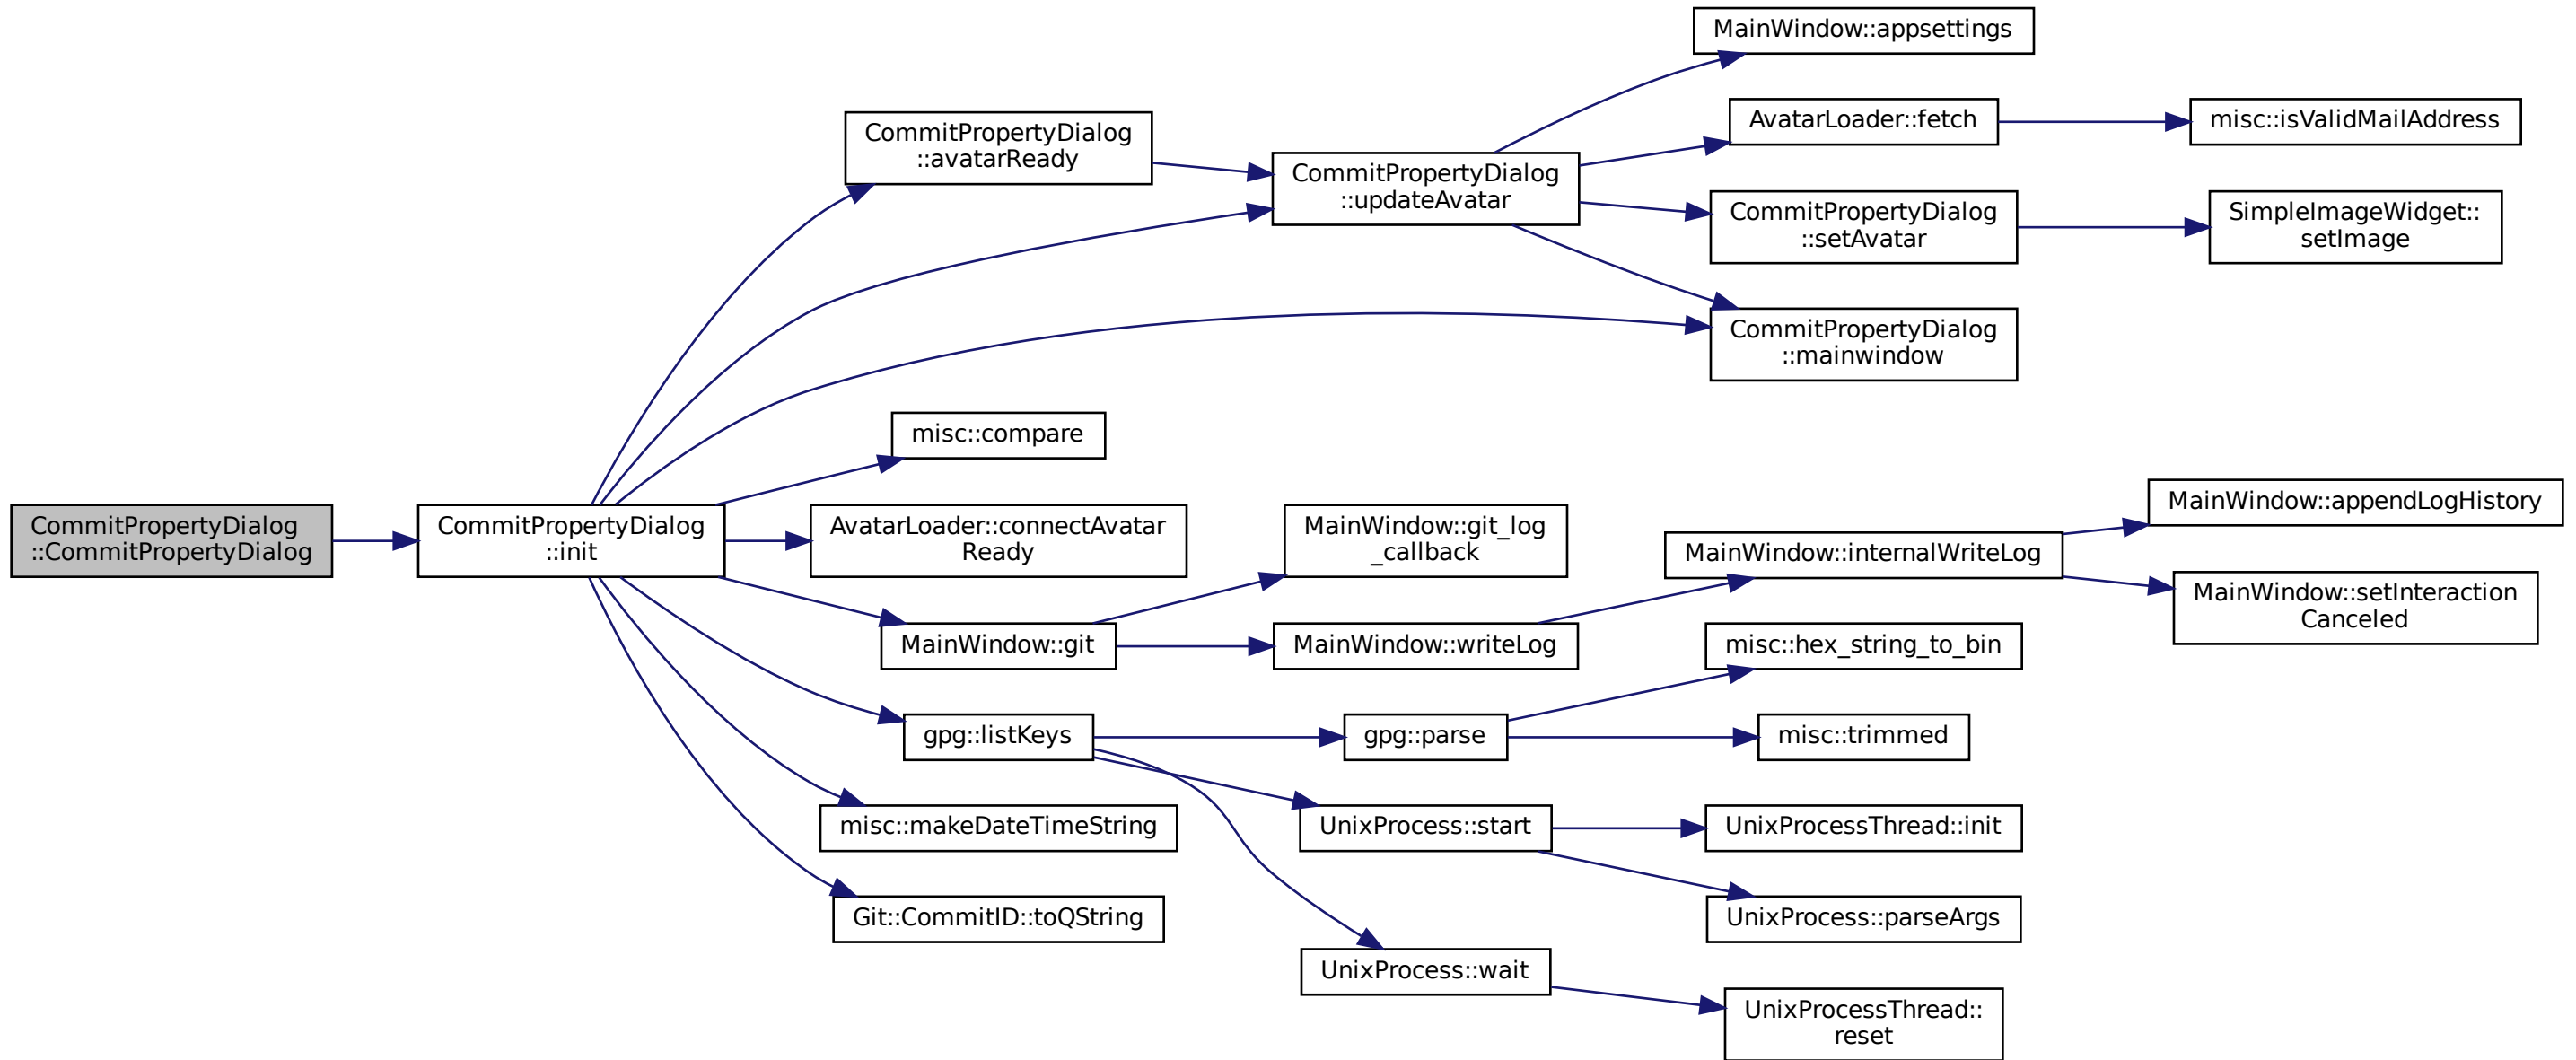 MainWindow::appsettings
AvatarLoader::fetch
misc::isValidMailAddress
CommitPropertyDialog
::avatarReady
CommitPropertyDialog
::updateAvatar
CommitPropertyDialog
::setAvatar
SimpleImageWidget::
setImage
CommitPropertyDialog
::mainwindow
misc::compare
CommitPropertyDialog
::CommitPropertyDialog
CommitPropertyDialog
::init
AvatarLoader::connectAvatar
Ready
MainWindow::git_log
_callback
MainWindow::internalWriteLog
MainWindow::appendLogHistory
MainWindow::setInteraction
Canceled
MainWindow::git
MainWindow::writeLog
misc::hex_string_to_bin
gpg::listKeys
gpg::parse
misc::trimmed
misc::makeDateTimeString
UnixProcess::start
UnixProcessThread::init
Git::CommitID::toQString
UnixProcess::parseArgs
UnixProcess::wait
UnixProcessThread::
reset